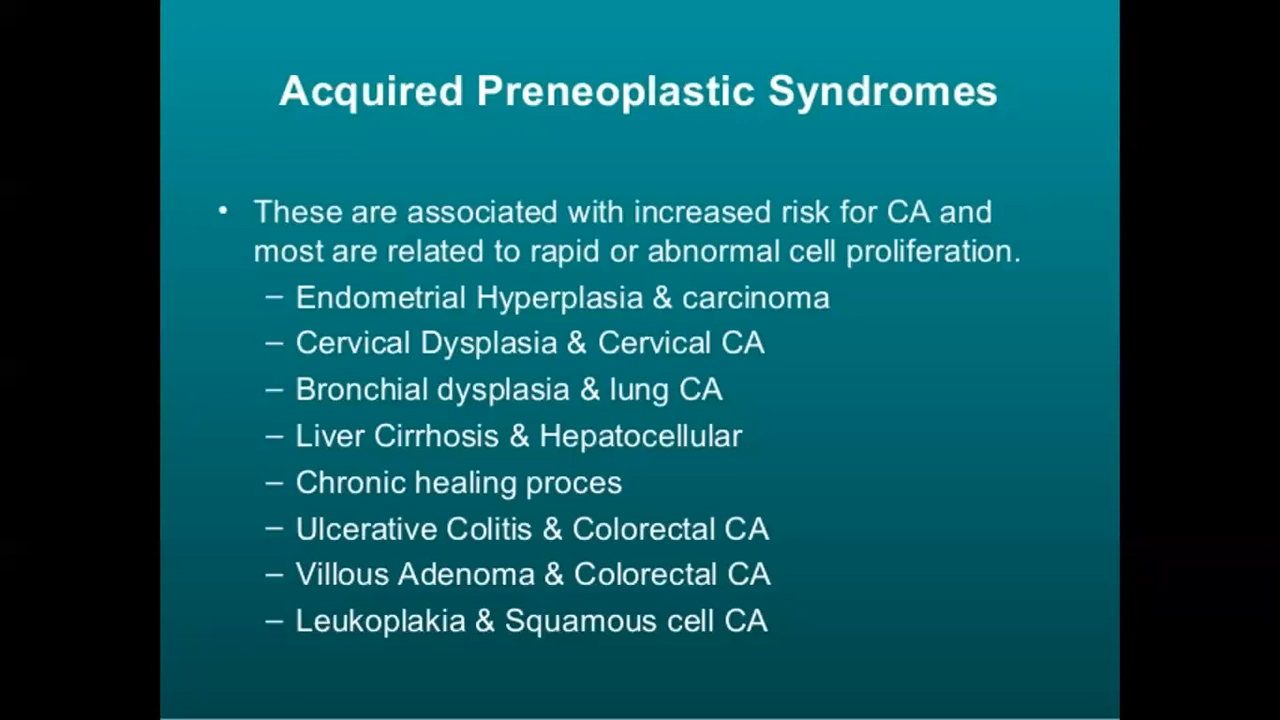 Acquired Preneoplastic Syndromes
• These are associated with increased risk for CA and
most are related to rapid or abnormal cell proliferation.
– Endometrial Hyperplasia & carcinoma
– Cervical Dysplasia & Cervical CA
– Bronchial dysplasia & lung CA
– Liver Cirrhosis & Hepatocellular
– Chronic healing proces
– Ulcerative Colitis & Colorectal CA
– Villous Adenoma & Colorectal CA
– Leukoplakia & Squamous cell CA